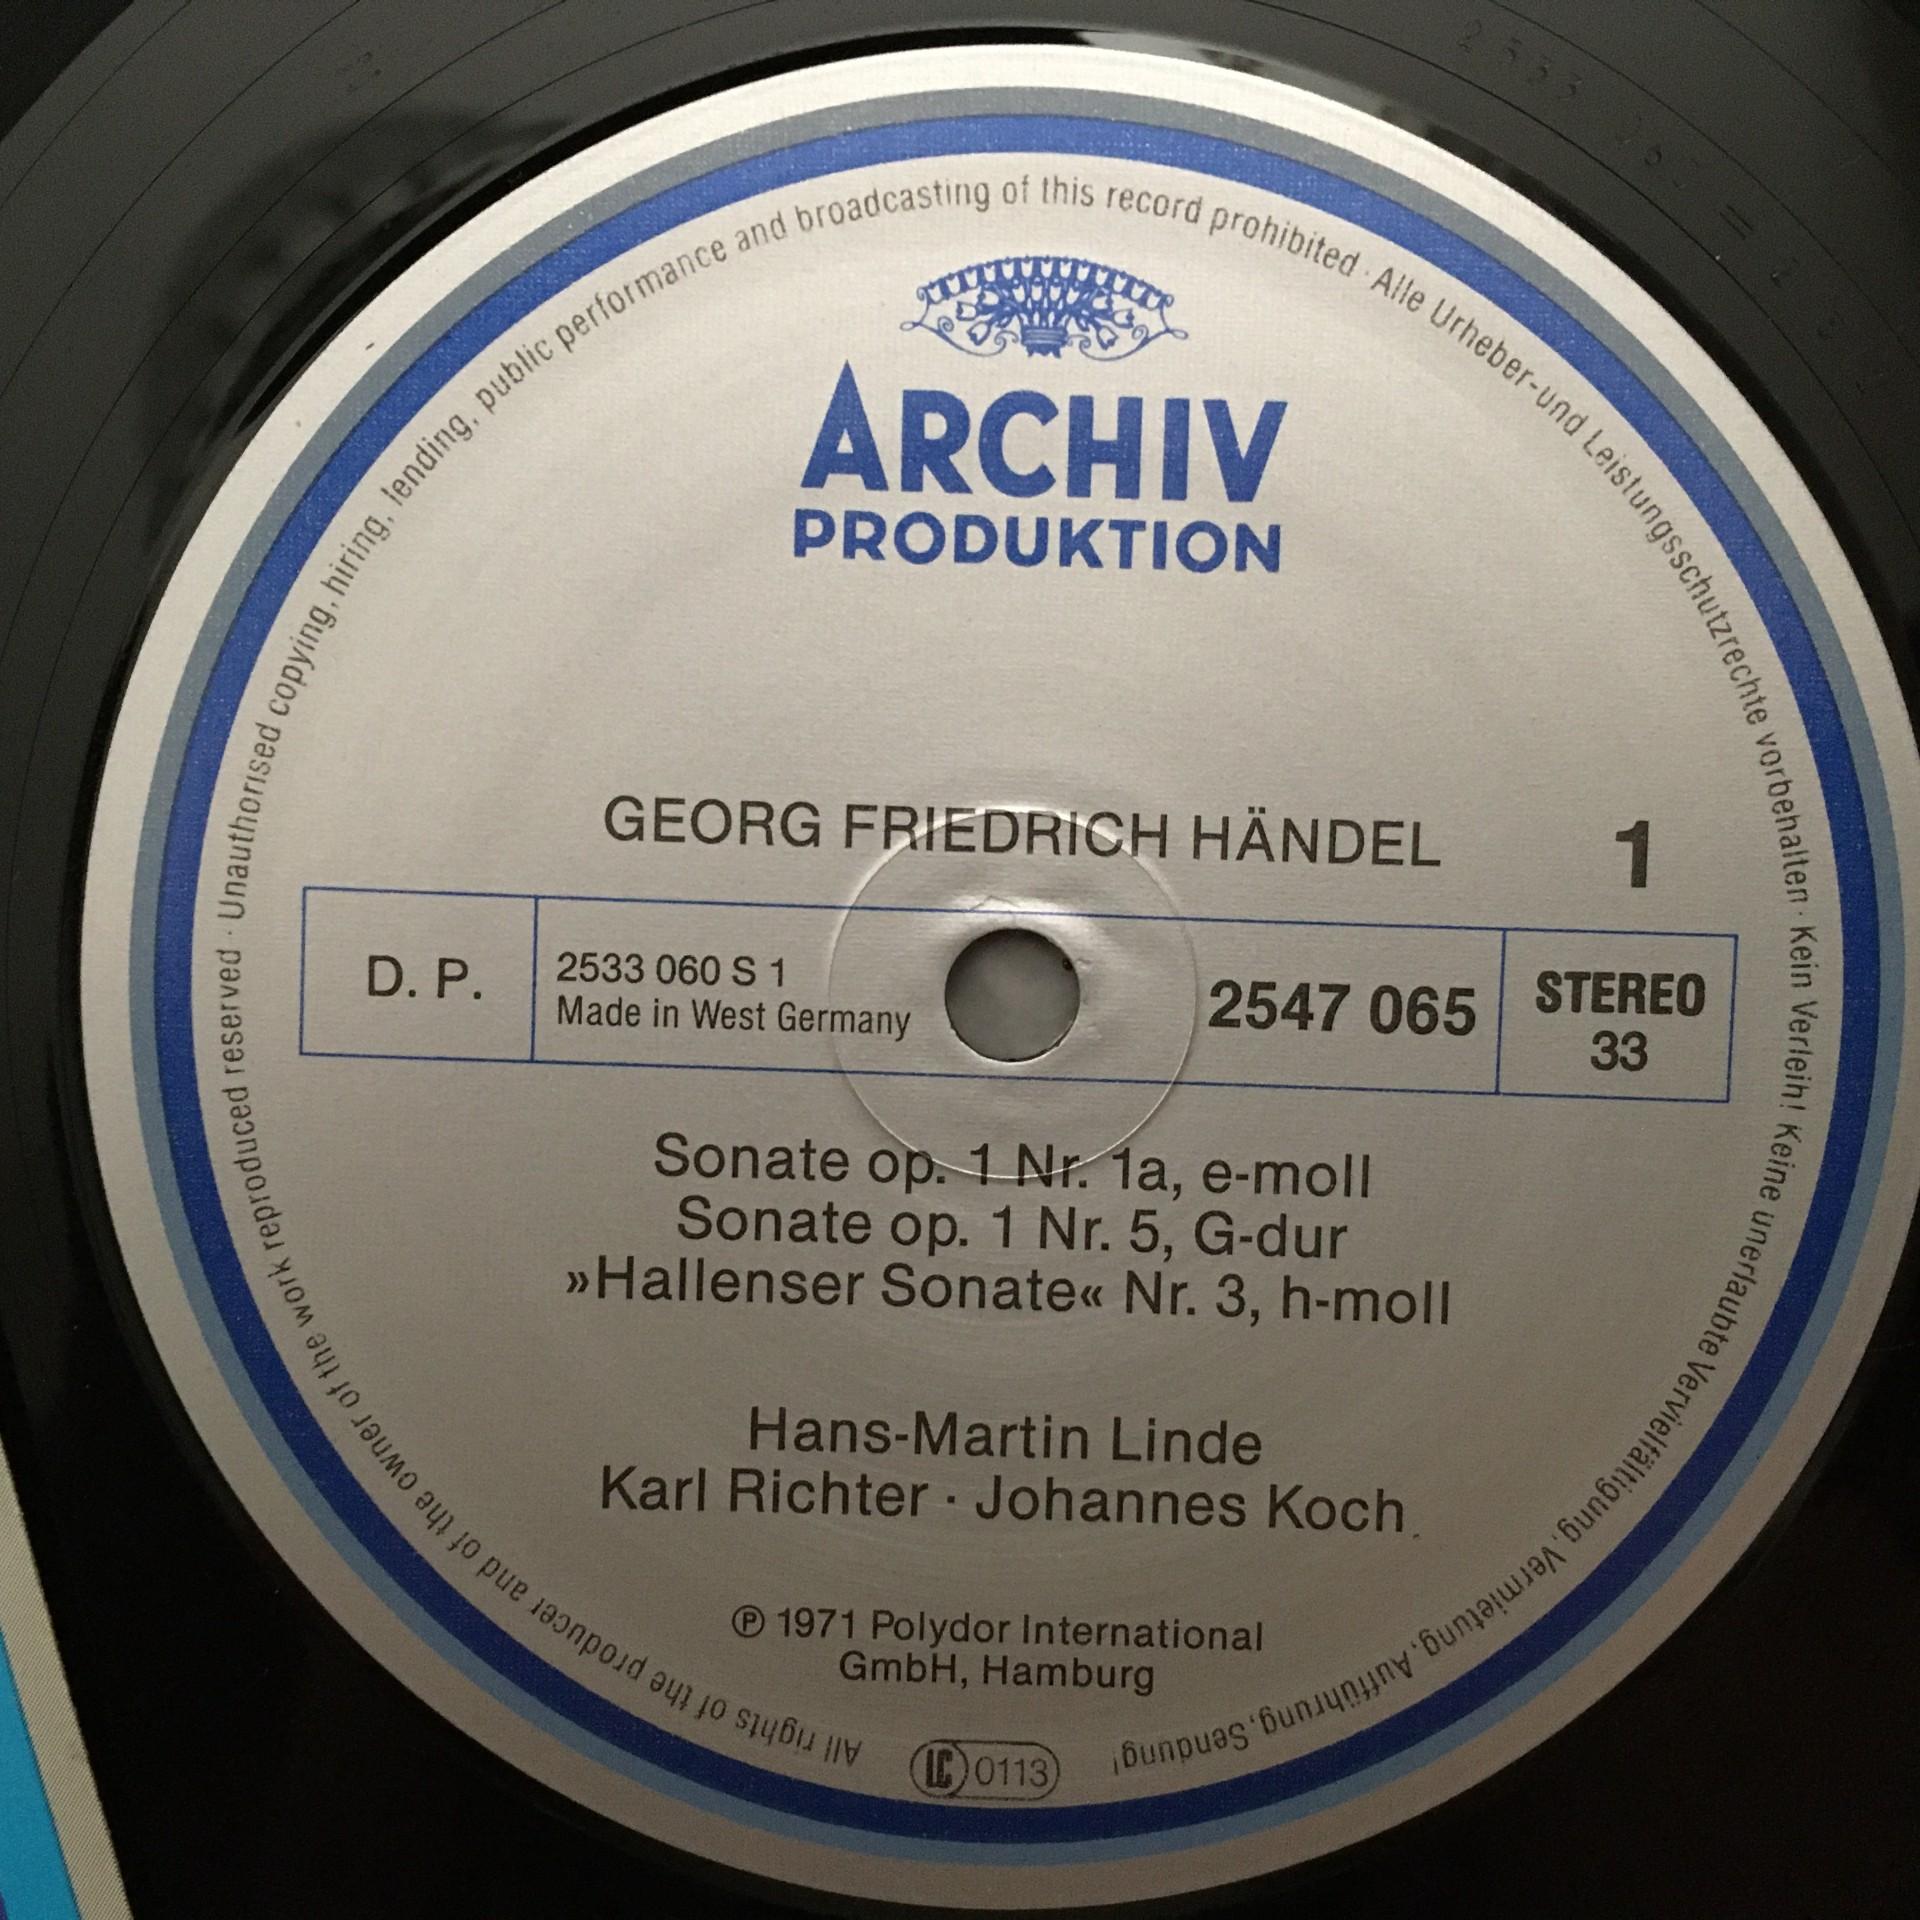 All rights of the producer and of the owner of the work reproduced reserved · Unauthorised copying, hiring, lending, public performance and broadcasting of this record prohibited · Alle Urheber-und Leistungsschutzrechte vorbehalten · Kein Verleih! Keine unerlaubte Vervielfältigung, Vermietung, Aufführung, Sendung!
ARCHIV
PRODUKTION
GEORG FRIEDRICH HÄNDEL
1
D. P.
2533 060 S 1
Made in West Germany
2547 065
STEREO
33
Sonate op. 1 Nr. 1a, e-moll
Sonate op. 1 Nr. 5, G-dur
»Hallenser Sonate« Nr. 3, h-moll
Hans-Martin Linde
Karl Richter · Johannes Koch
℗ 1971 Polydor International
GmbH, Hamburg
LC 0113